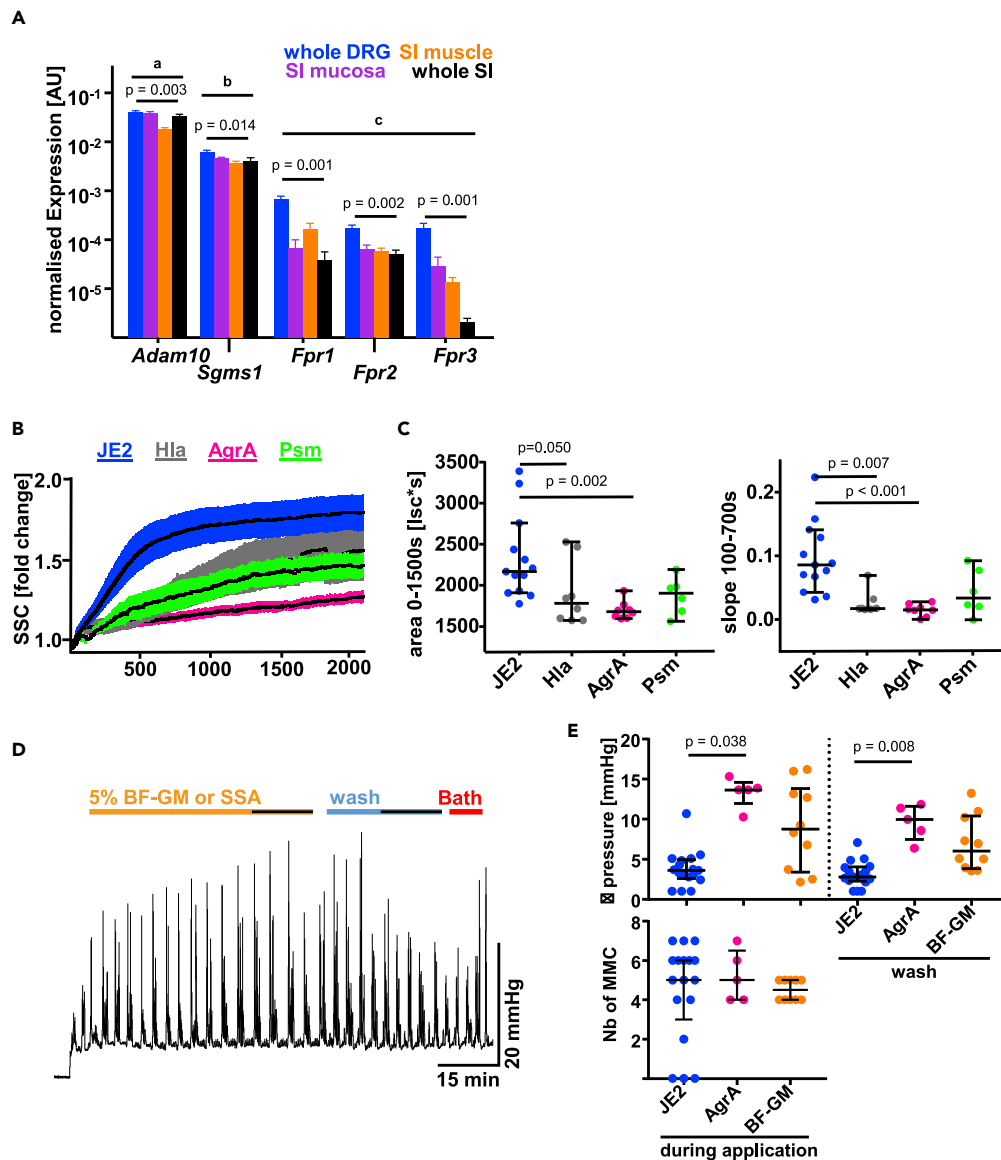 A
whole DRG SI muscle
SI mucosa whole SI
normalised Expression [AU]
10-1
10-2
10-3
10-4
10-5
a
p = 0.003
b
p = 0.014
c
p = 0.001
p = 0.002
p = 0.001
Adam10
Sgms1
Fpr1
Fpr2
Fpr3
B
JE2 Hla AgrA Psm
SSC [fold change]
2.0
1.5
1.0
500 1000 1500 2000
C
area 0-1500s [Isc*s]
3500
3000
2500
2000
1500
p=0.050
p = 0.002
JE2 Hla AgrA Psm
slope 100-700s
0.2
0.1
0.0
p = 0.007
p < 0.001
JE2 Hla AgrA Psm
D
5% BF-GM or SSA wash Bath
20 mmHg
15 min
E
☒ pressure [mmHg]
20
15
10
5
0
p = 0.038
p = 0.008
JE2 AgrA BF-GM
wash
Nb of MMC
8
6
4
2
0
JE2 AgrA BF-GM
during application